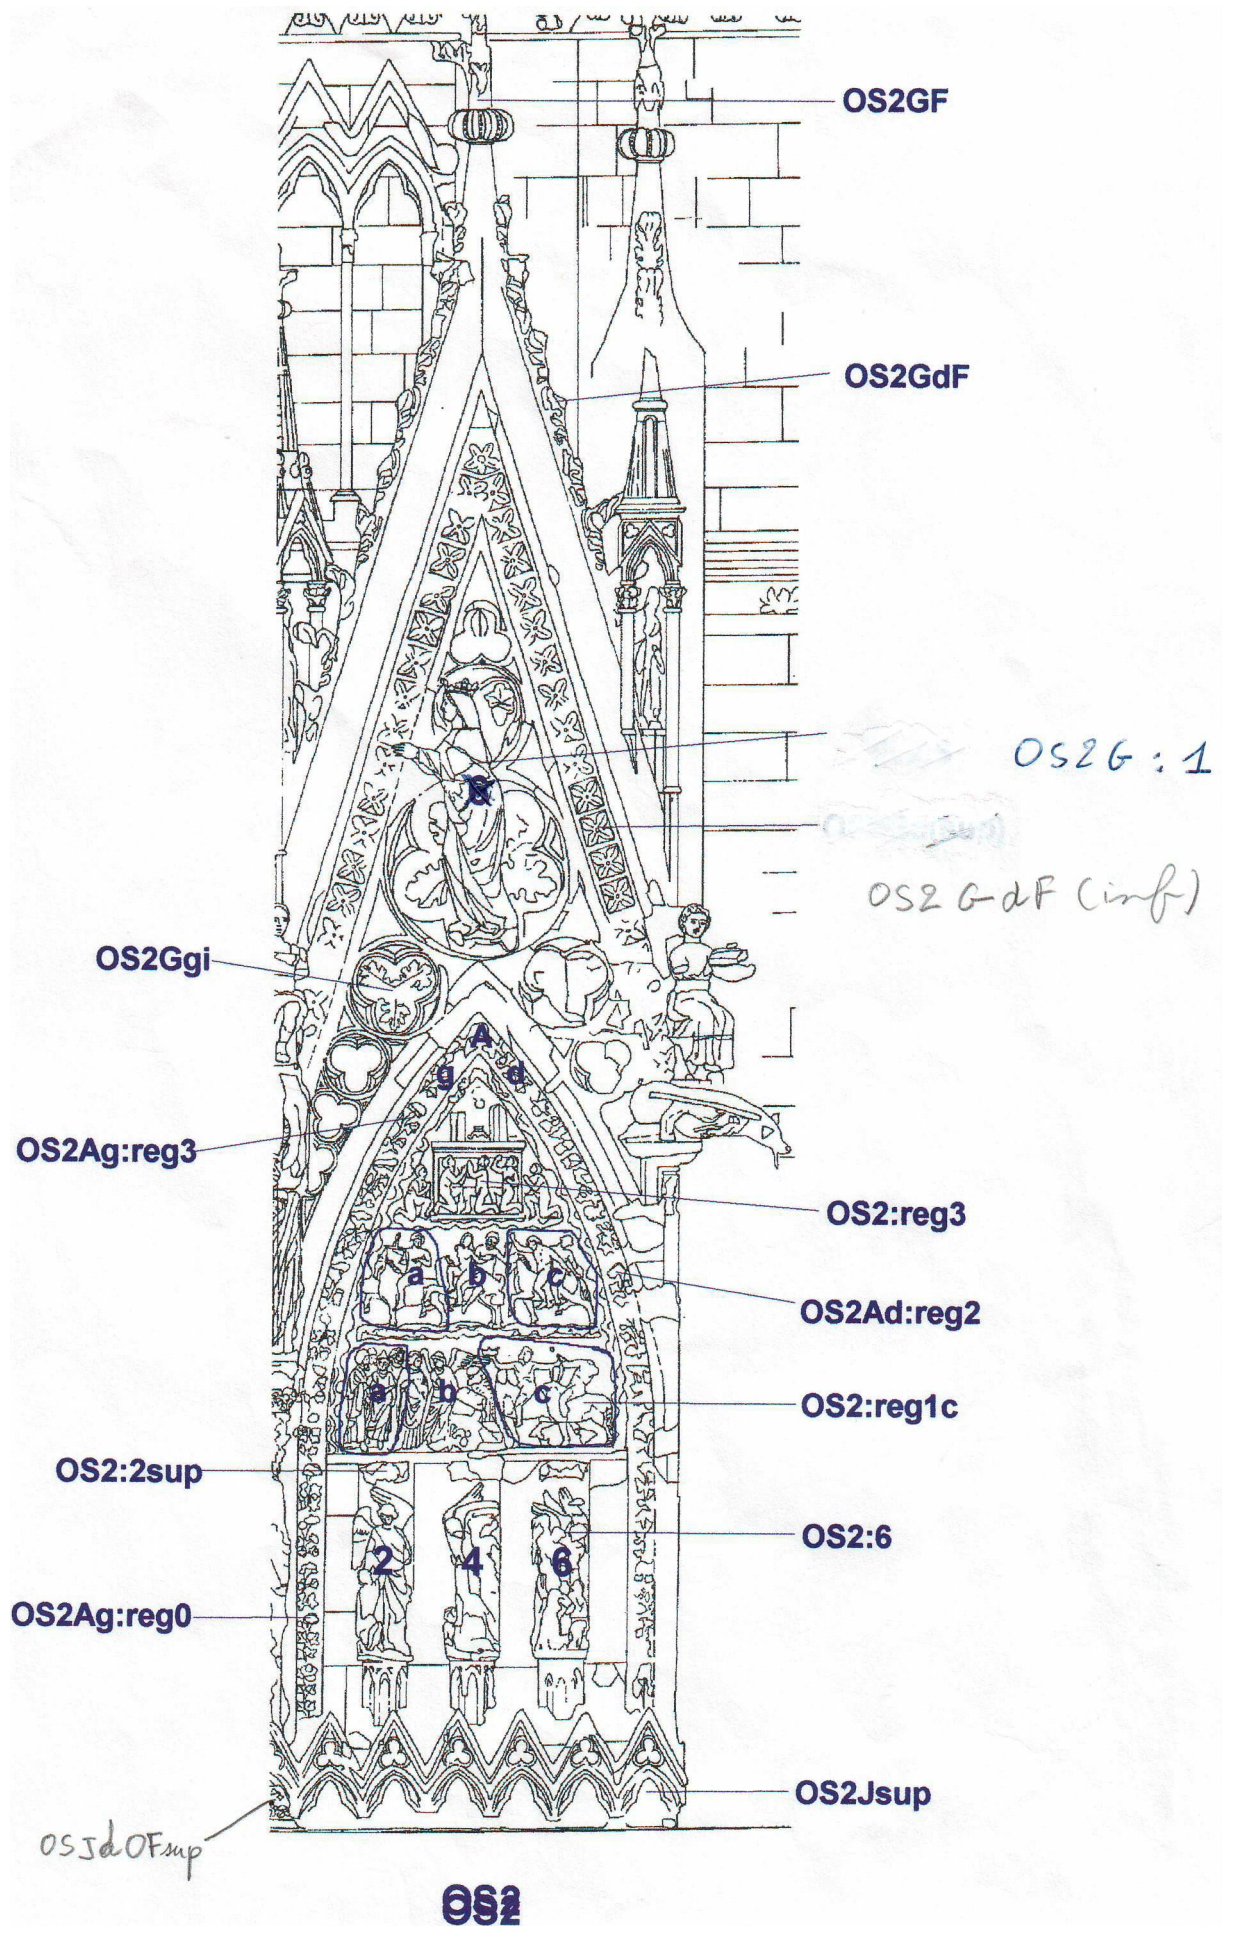 OS2GF
OS2GdF
OS2G:1
OS2GdF (inf)
OS2Ggi
A
g d
OS2Ag:reg3
OS2:reg3
a b c
OS2Ad:reg2
a b c
OS2:reg1c
OS2:2sup
OS2:6
2 4 6
OS2Ag:reg0
OS2Jsup
OSJdOFsup
OS2